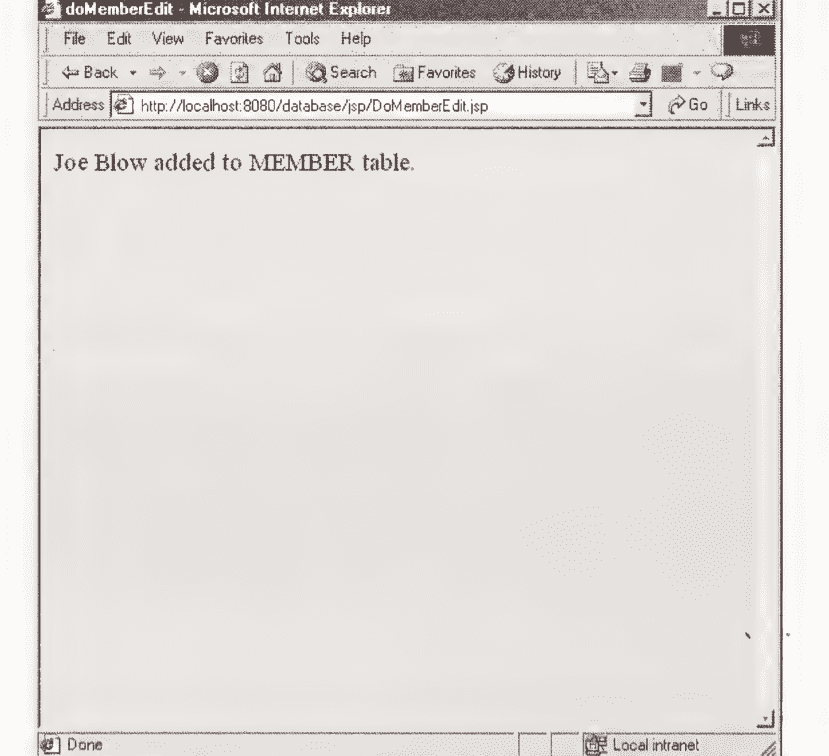 doMemberEdit - Microsoft Internet Explorer
File Edit View Favorites Tools Help
Back Search Favorites History
Address http://localhost:8080/database/jsp/DoMemberEdit.jsp Go Links
Joe Blow added to MEMBER table.
Done Local intranet